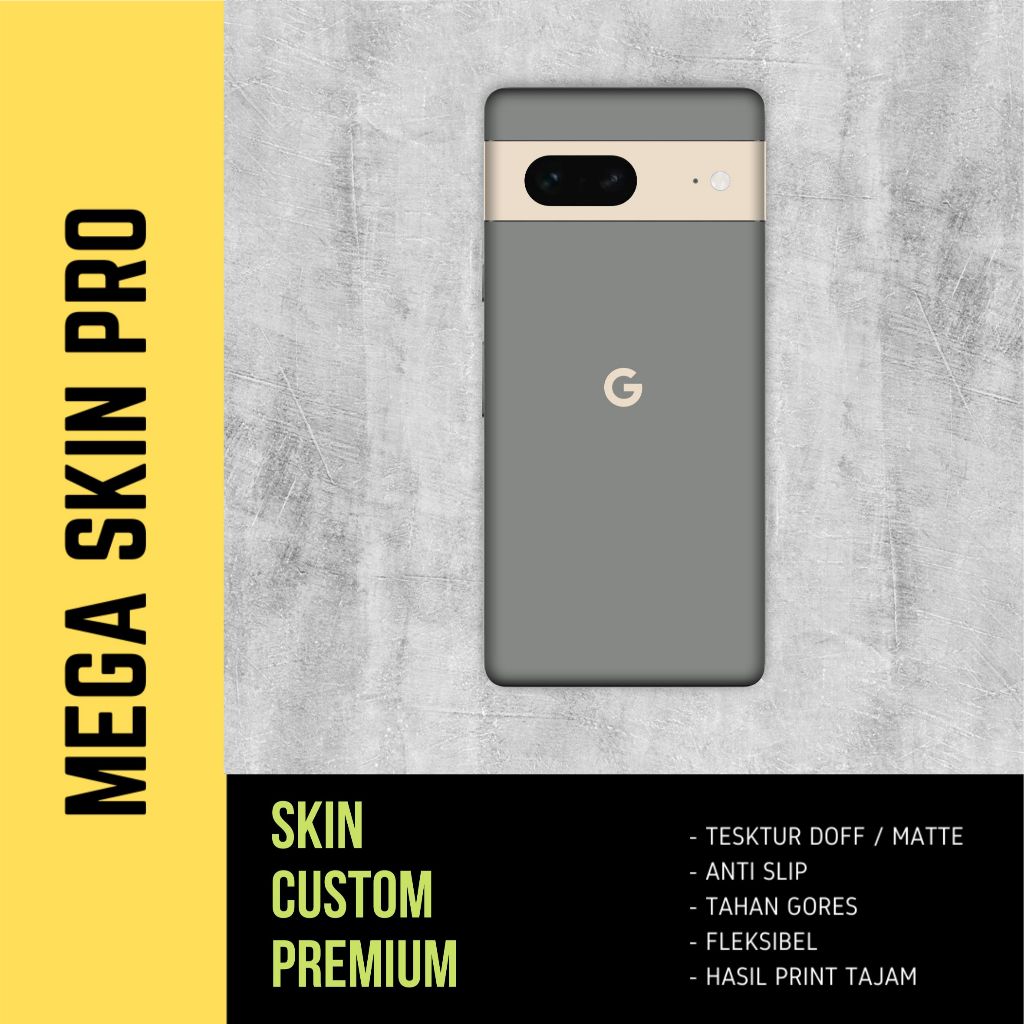 MEGA SKIN PRO
G
SKIN
CUSTOM
PREMIUM
- TESKTUR DOFF / MATTE
- ANTI SLIP
- TAHAN GORES
- FLEKSIBEL
- HASIL PRINT TAJAM